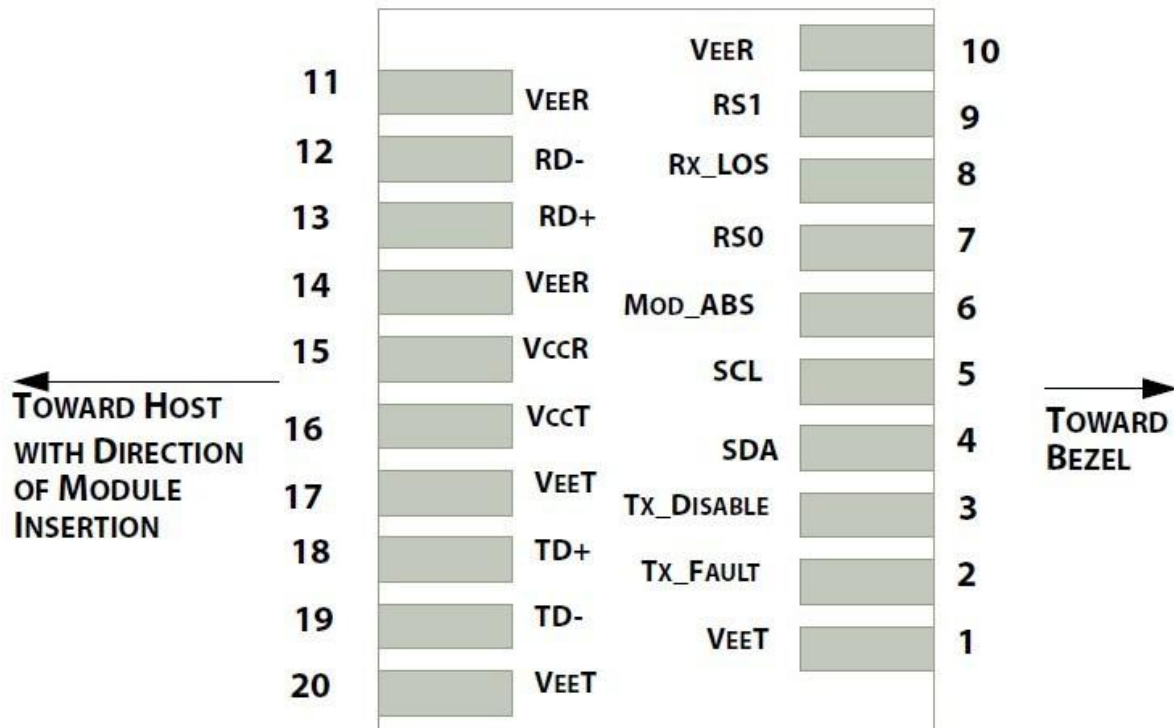 11 VEER
12 RD-
13 RD+
14 VEER
15 VCCR
16 VCCT
17 VEET
18 TD+
19 TD-
20 VEET
VEER 10
RS1 9
RX_LOS 8
RS0 7
MOD_ABS 6
SCL 5
SDA 4
TX_DISABLE 3
TX_FAULT 2
VEET 1
TOWARD HOST
WITH DIRECTION
OF MODULE
INSERTION
TOWARD
BEZEL